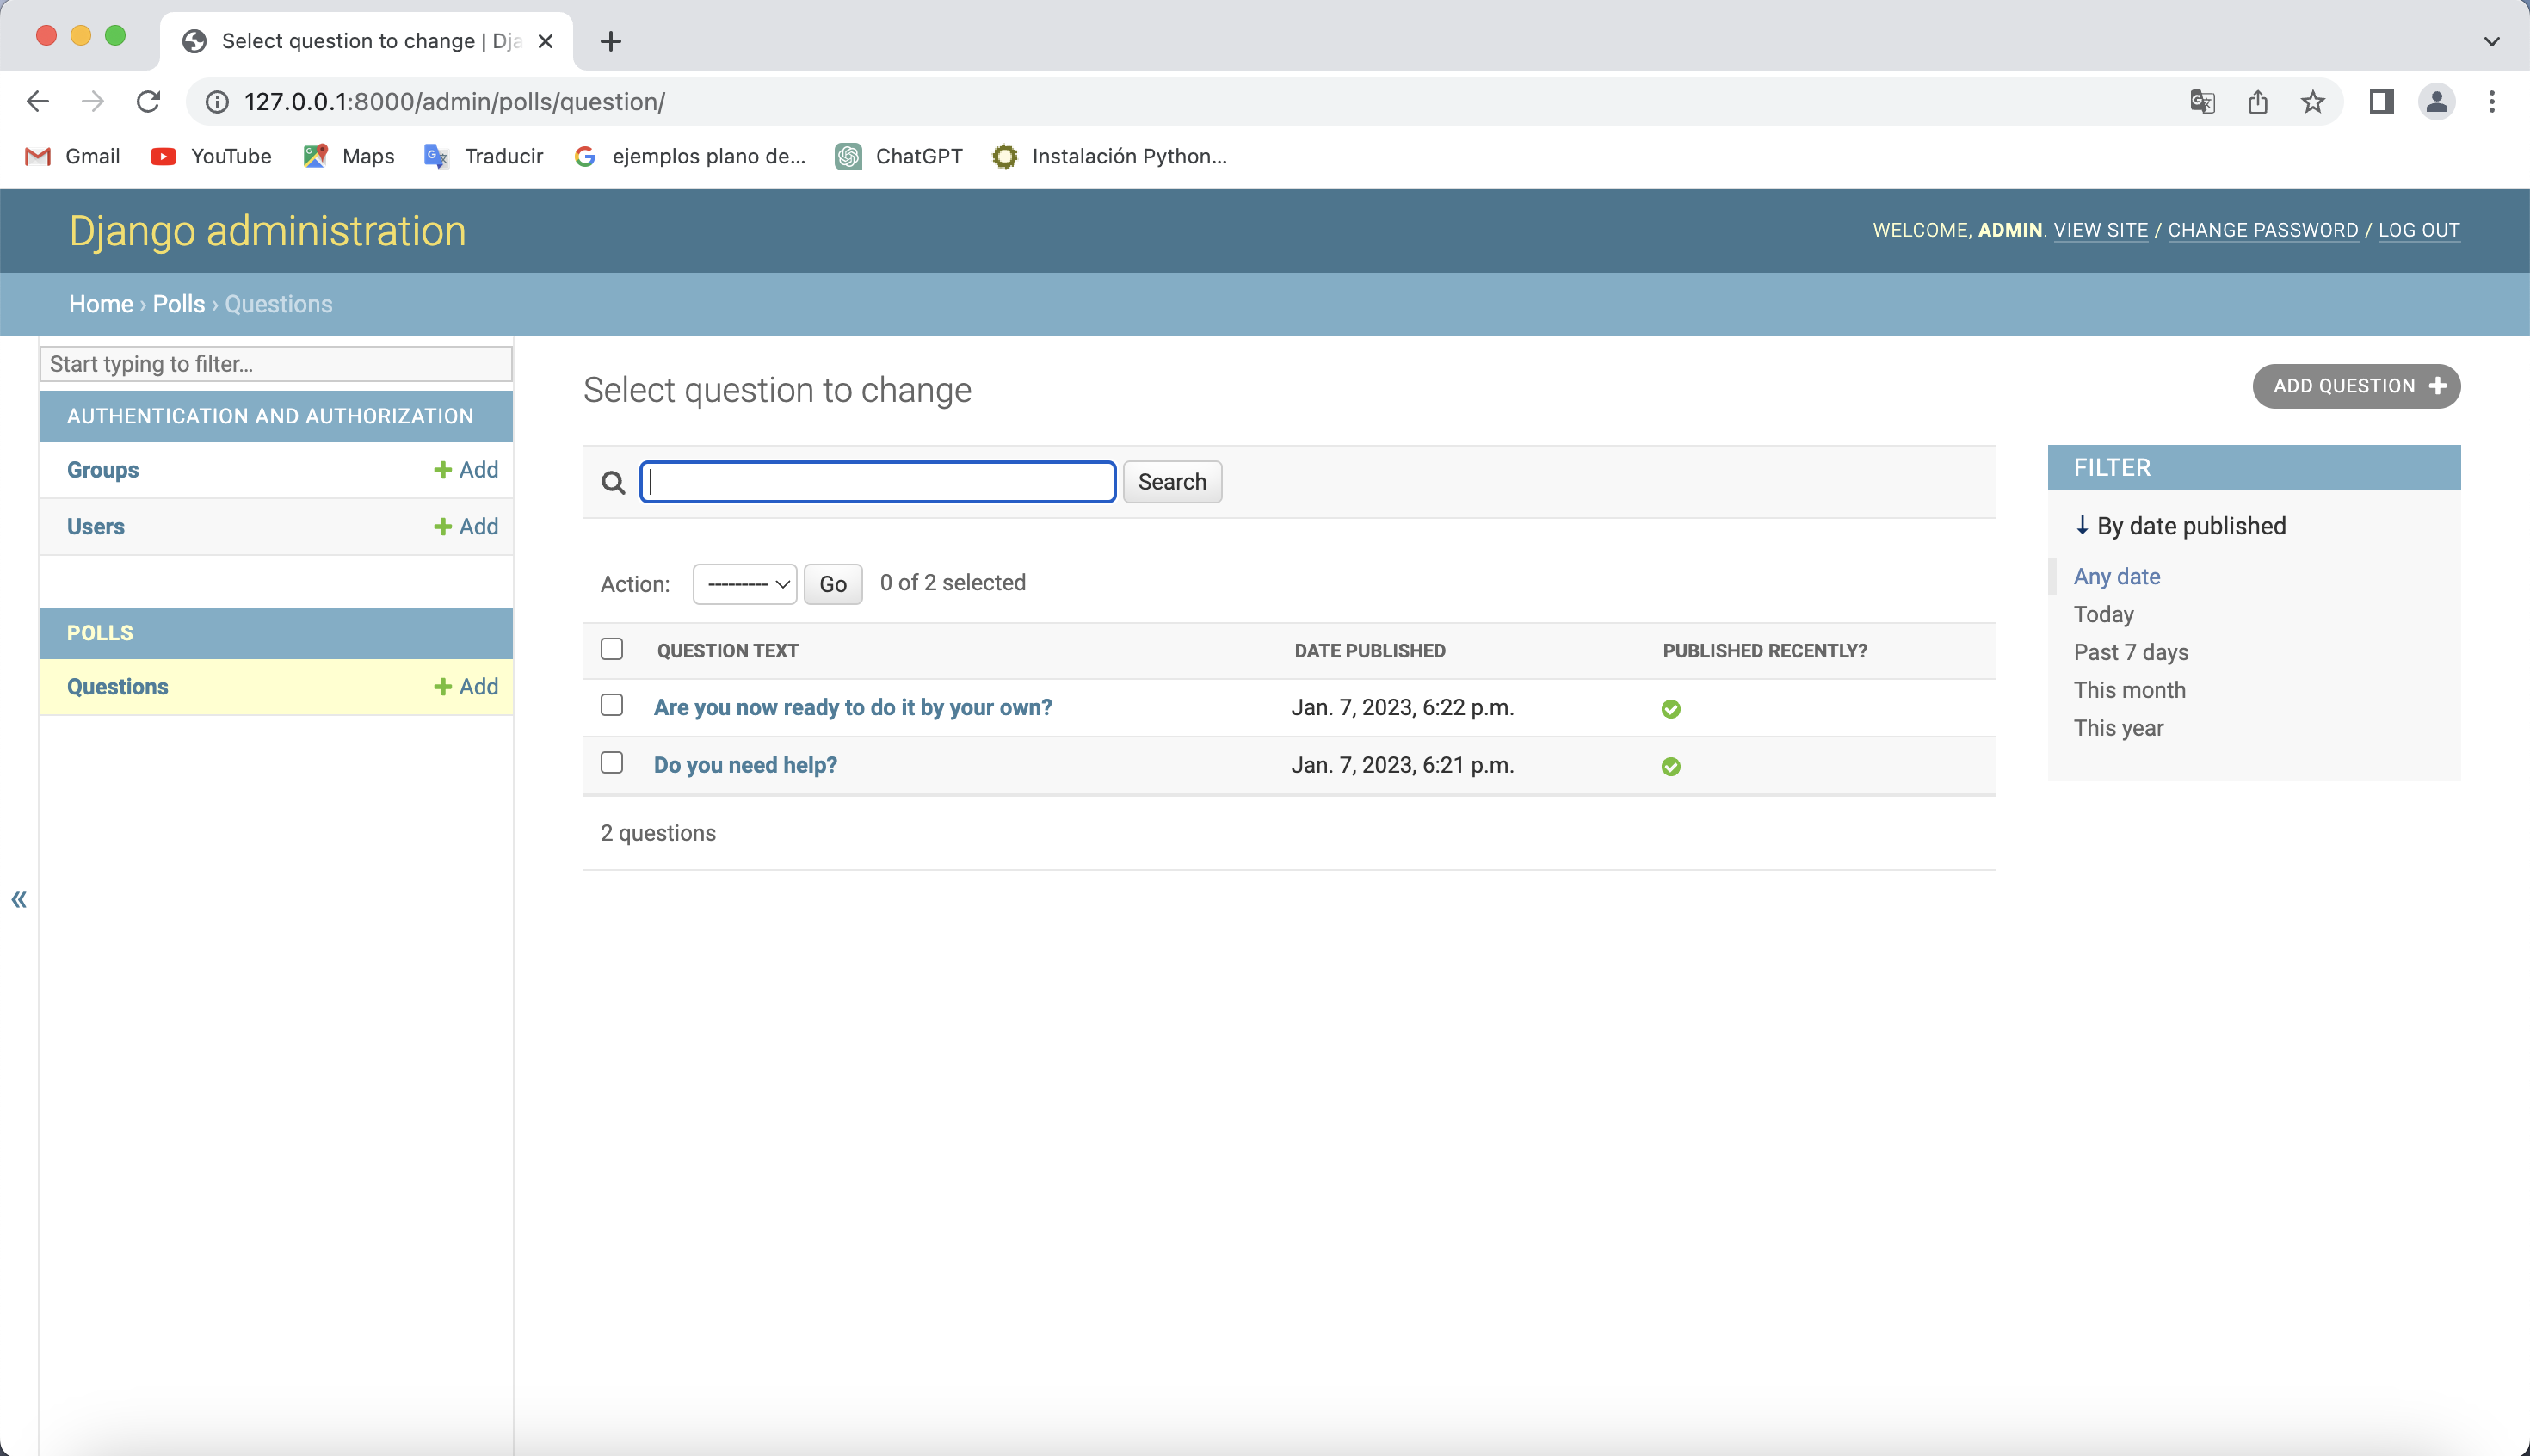 Select question to change | Dja
127.0.0.1:8000/admin/polls/question/
Gmail YouTube Maps Traducir ejemplos plano de... ChatGPT Instalación Python...
Django administration
WELCOME, ADMIN. VIEW SITE / CHANGE PASSWORD / LOG OUT
Home › Polls › Questions
Start typing to filter...
AUTHENTICATION AND AUTHORIZATION
Groups Add
Users Add
POLLS
Questions Add
Select question to change
ADD QUESTION
Search
Action: --------- Go 0 of 2 selected
QUESTION TEXT DATE PUBLISHED PUBLISHED RECENTLY?
Are you now ready to do it by your own? Jan. 7, 2023, 6:22 p.m.
Do you need help? Jan. 7, 2023, 6:21 p.m.
2 questions
FILTER
↓ By date published
Any date
Today
Past 7 days
This month
This year
«